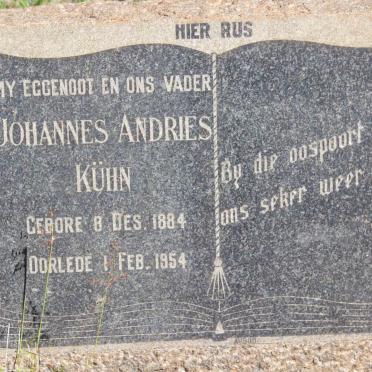 HIER RUS
MY EGGENOOT EN ONS VADER
JOHANNES ANDRIES
KÜHN
GEBORE 8 DES. 1884
OORLEDE 1 FEB. 1954
By die oospoort
ons seker weer